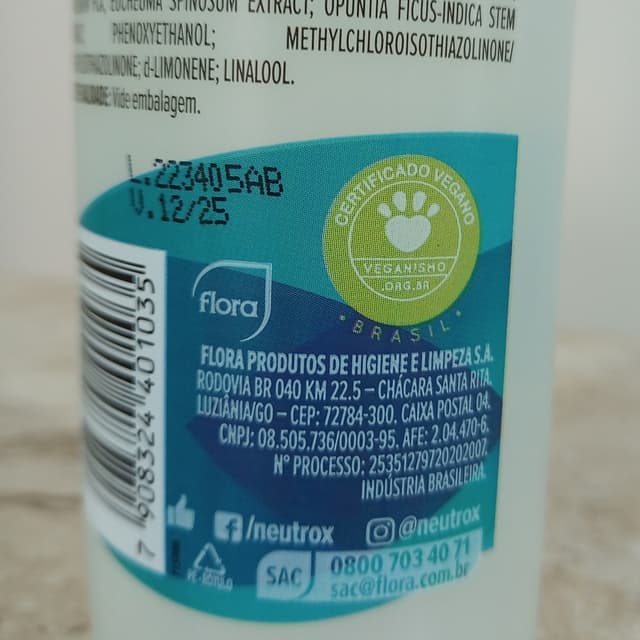 EUCHEUMA SPINOSUM EXTRACT; OPUNTIA FICUS-INDICA STEM
PHENOXYETHANOL; METHYLCHLOROISOTHIAZOLINONE/
d-LIMONENE; LINALOOL.
Vide embalagem.
L.223405AB
V.12/25
CERTIFICADO VEGANO
VEGANISMO
.ORG.BR
• BRASIL •
flora
FLORA PRODUTOS DE HIGIENE E LIMPEZA S.A.
RODOVIA BR 040 KM 22.5 – CHÁCARA SANTA RITA.
LUZIÂNIA/GO – CEP: 72784-300. CAIXA POSTAL 04.
CNPJ: 08.505.736/0003-95. AFE: 2.04.470-6.
N° PROCESSO: 25351279720202002.
INDÚSTRIA BRASILEIRA.
7 908324 401035
/neutrox @neutrox
SAC 0800 703 40 71
sac@flora.com.br